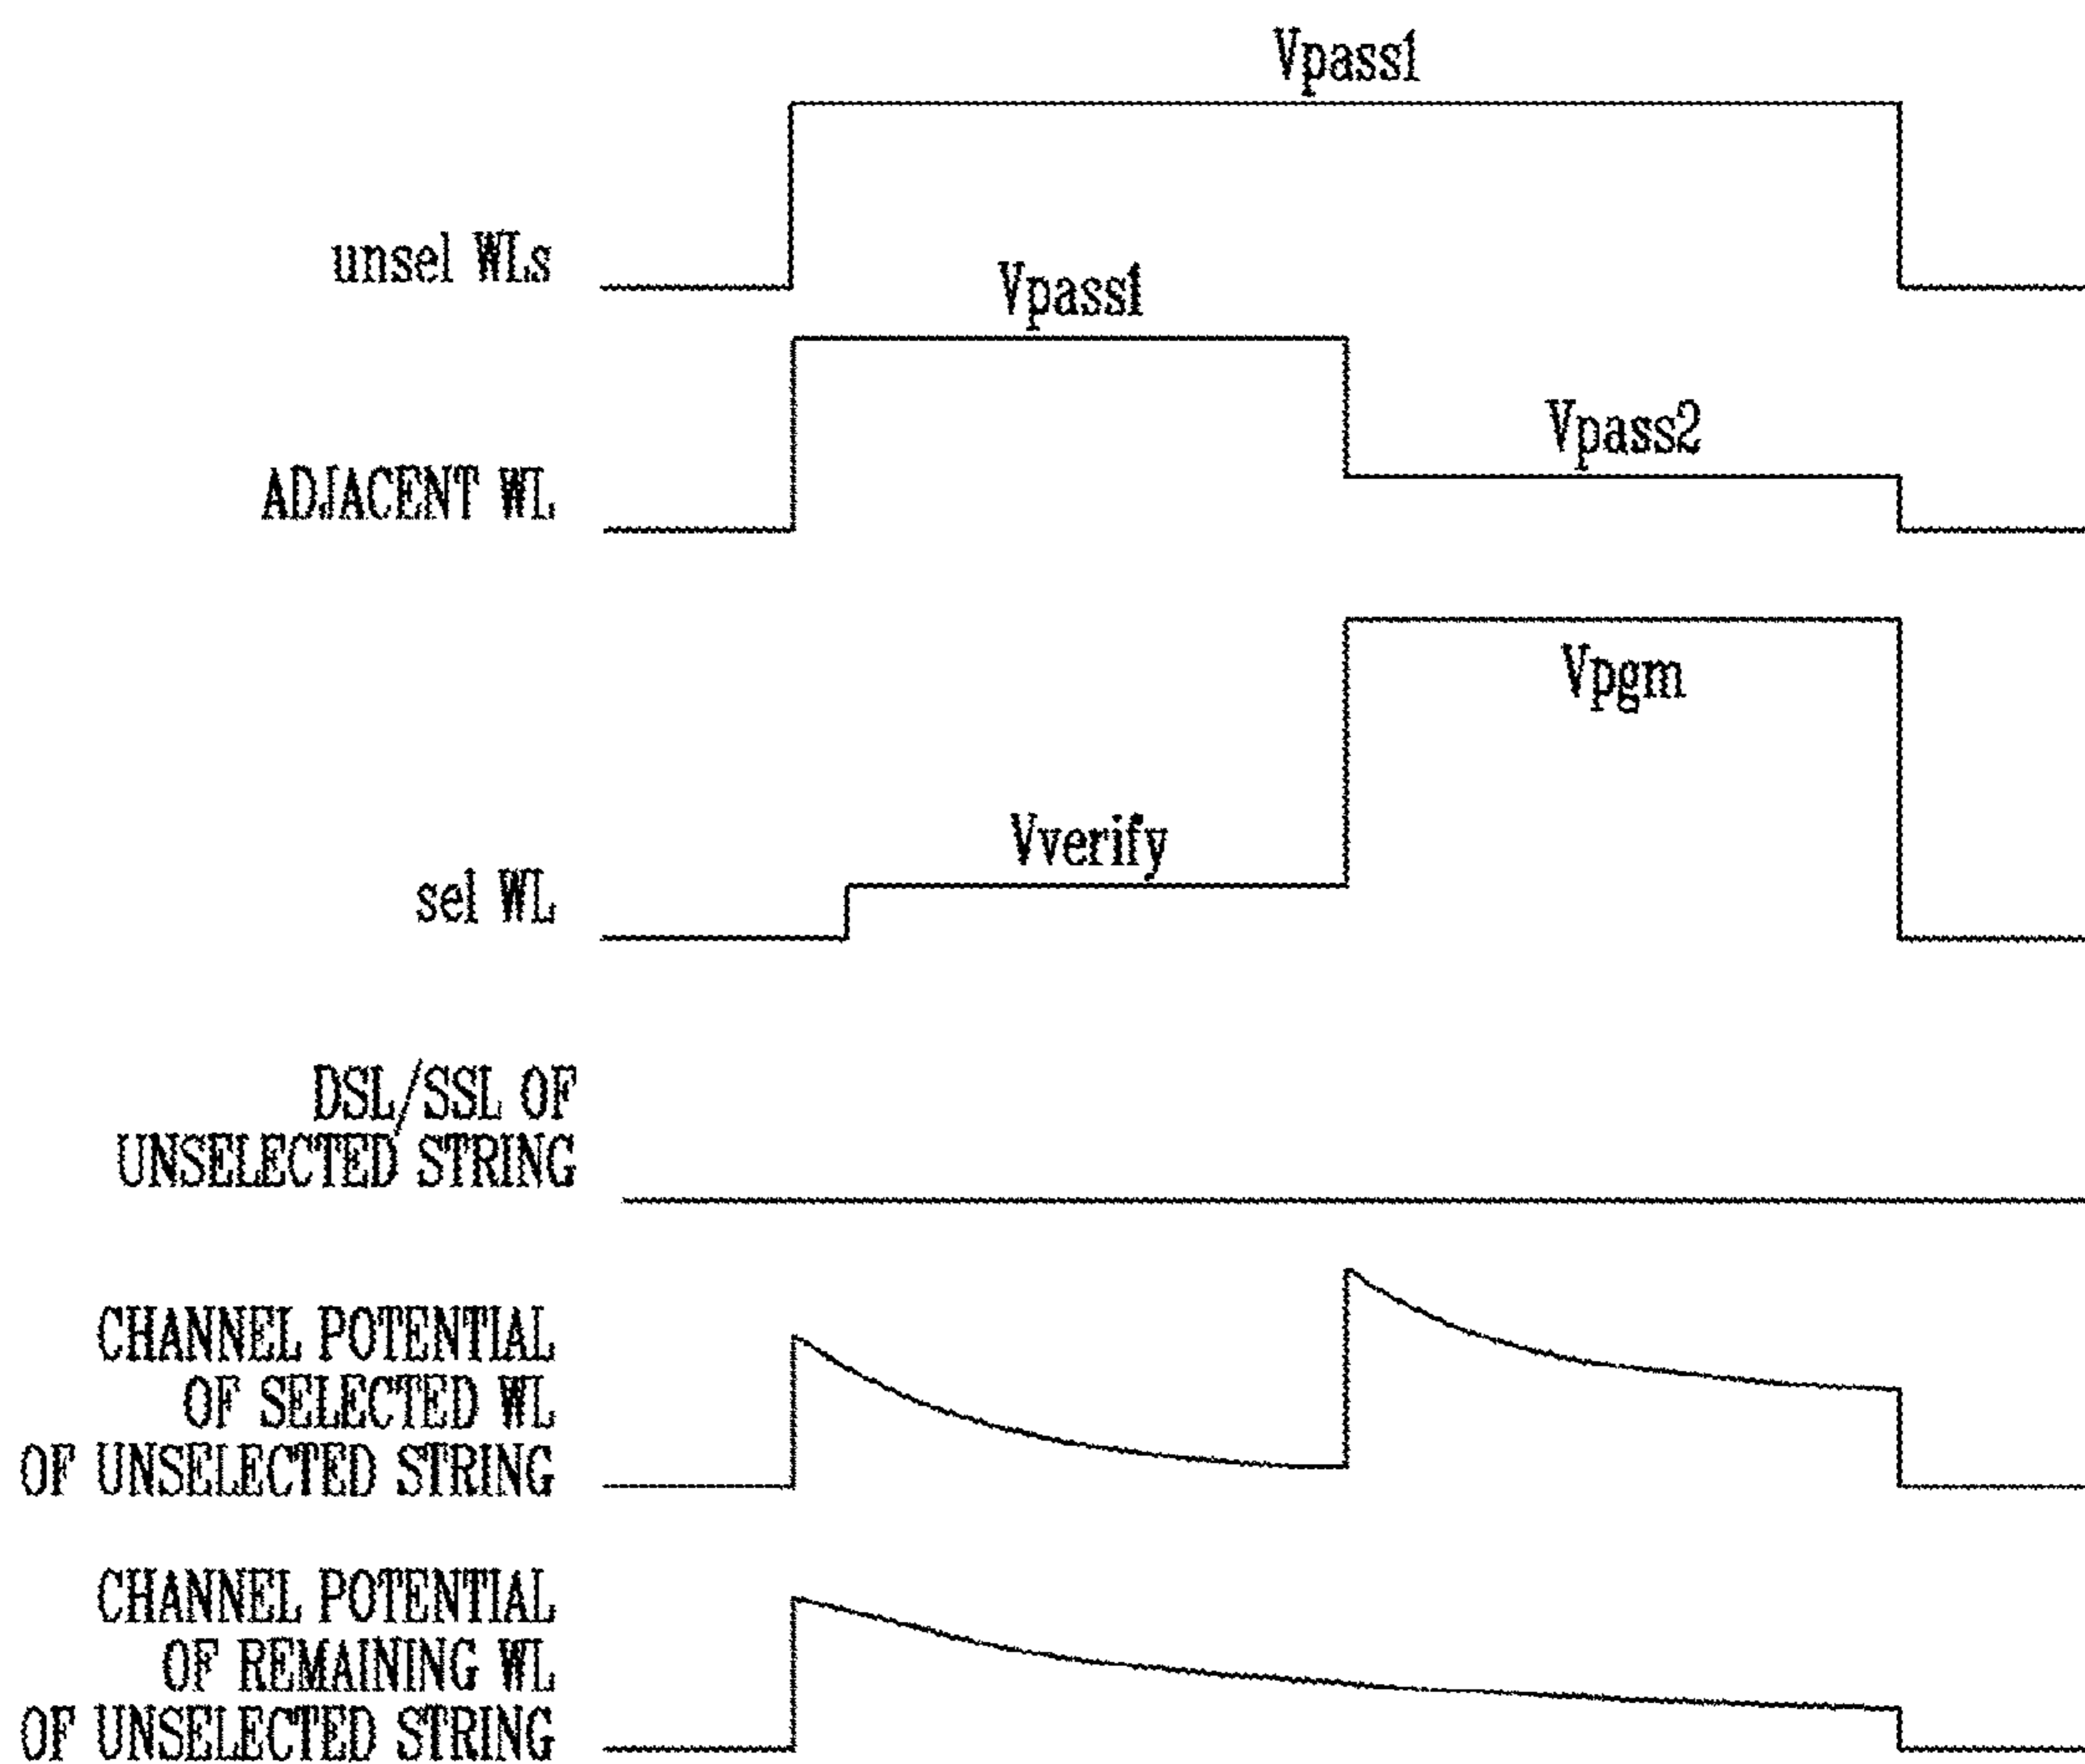 Vpass1
unsel WLs
Vpass1
Vpass2
ADJACENT WL
Vpgm
Vverify
sel WL
DSL/SSL OF
UNSELECTED STRING
CHANNEL POTENTIAL
OF SELECTED WL
OF UNSELECTED STRING
CHANNEL POTENTIAL
OF REMAINING WL
OF UNSELECTED STRING